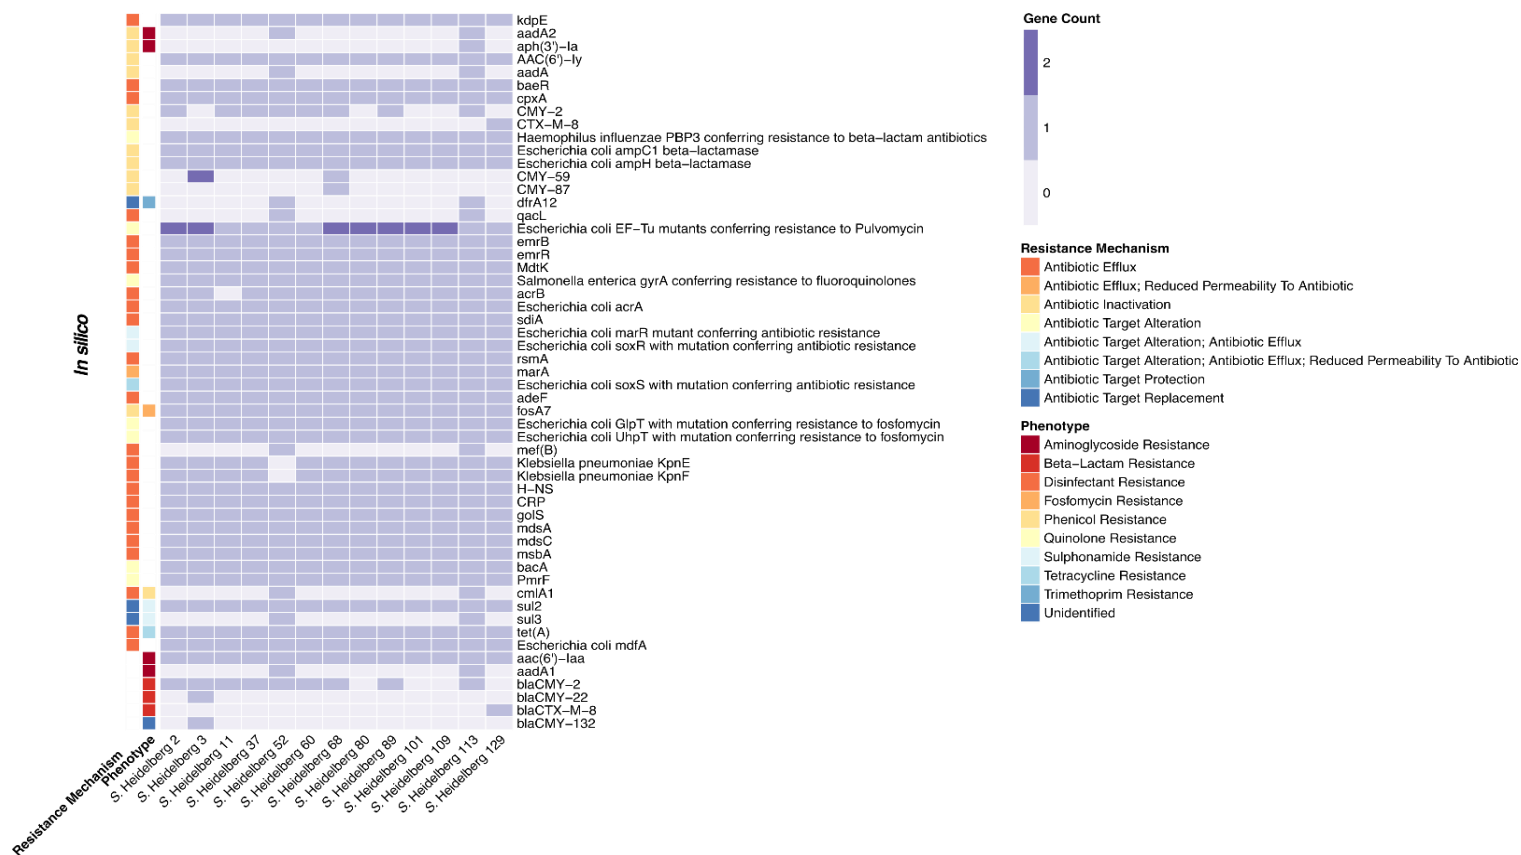 kdpE
aadA2
aph(3')−Ia
AAC(6')−Iy
aadA
baeR
cpxA
CMY−2
CTX−M−8
Haemophilus influenzae PBP3 conferring resistance to beta−lactam antibiotics
Escherichia coli ampC1 beta−lactamase
Escherichia coli ampH beta−lactamase
CMY−59
CMY−87
dfrA12
qacL
Escherichia coli EF−Tu mutants conferring resistance to Pulvomycin
emrB
emrR
MdtK
Salmonella enterica gyrA conferring resistance to fluoroquinolones
acrB
Escherichia coli acrA
sdiA
Escherichia coli marR mutant conferring antibiotic resistance
Escherichia coli soxR with mutation conferring antibiotic resistance
rsmA
marA
Escherichia coli soxS with mutation conferring antibiotic resistance
adeF
fosA7
Escherichia coli GlpT with mutation conferring resistance to fosfomycin
Escherichia coli UhpT with mutation conferring resistance to fosfomycin
mef(B)
Klebsiella pneumoniae KpnE
Klebsiella pneumoniae KpnF
H−NS
CRP
golS
mdsA
mdsC
msbA
bacA
PmrF
cmlA1
sul2
sul3
tet(A)
Escherichia coli mdfA
aac(6')−Iaa
aadA1
blaCMY−2
blaCMY−22
blaCTX−M−8
blaCMY−132
In silico
Resistance Mechanism
Phenotype
S. Heidelberg 2
S. Heidelberg 3
S. Heidelberg 11
S. Heidelberg 37
S. Heidelberg 52
S. Heidelberg 60
S. Heidelberg 68
S. Heidelberg 80
S. Heidelberg 89
S. Heidelberg 101
S. Heidelberg 109
S. Heidelberg 113
S. Heidelberg 129
Gene Count
2
1
0
Resistance Mechanism
Antibiotic Efflux
Antibiotic Efflux; Reduced Permeability To Antibiotic
Antibiotic Inactivation
Antibiotic Target Alteration
Antibiotic Target Alteration; Antibiotic Efflux
Antibiotic Target Alteration; Antibiotic Efflux; Reduced Permeability To Antibiotic
Antibiotic Target Protection
Antibiotic Target Replacement
Phenotype
Aminoglycoside Resistance
Beta−Lactam Resistance
Disinfectant Resistance
Fosfomycin Resistance
Phenicol Resistance
Quinolone Resistance
Sulphonamide Resistance
Tetracycline Resistance
Trimethoprim Resistance
Unidentified